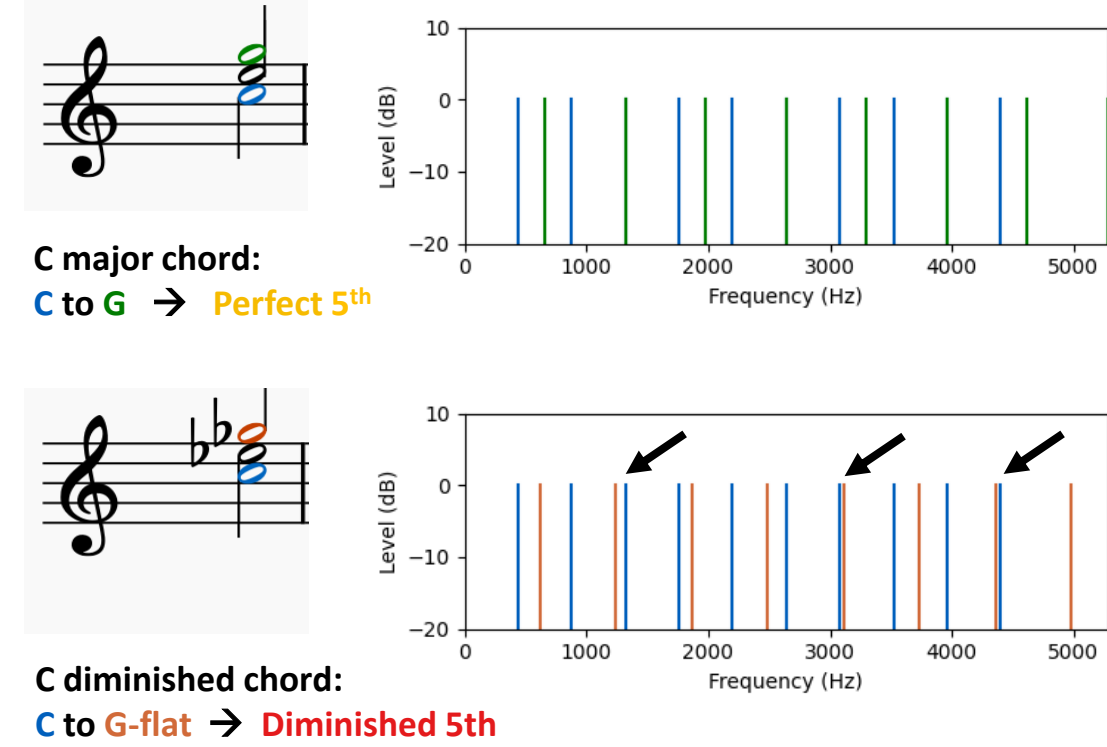 10
0
−10
−20
Level (dB)
0 1000 2000 3000 4000 5000
Frequency (Hz)
C major chord:
C to G → Perfect 5th
10
0
−10
−20
Level (dB)
0 1000 2000 3000 4000 5000
Frequency (Hz)
C diminished chord:
C to G-flat → Diminished 5th